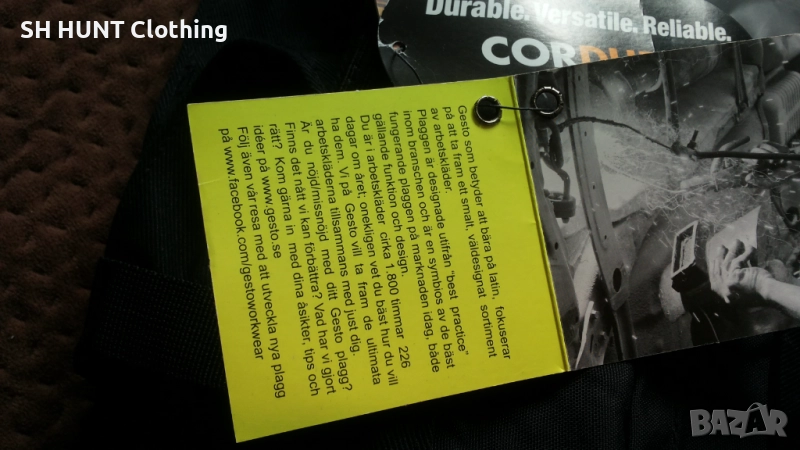 SH HUNT Clothing
Durable. Versatile. Reliable.
CORDU
Gesto som betyder att bära på latin, fokuserar
på att ta fram ett smalt, väldesignat sortiment
av arbetskläder.
Plaggen är designade utifrån "best practice"
inom branschen och är en symbios av de bäst
fungerande plaggen på marknaden idag, både
gällande funktion och design.
Du är i arbetskläder cirka 1.800 timmar 226
dagar om året; onekligen vet du bäst hur du vill
ha dem. Vi på Gesto vill ta fram de ultimata
arbetskläderna tillsammans med just dig.
Är du nöjd/missnöjd med ditt Gesto plagg?
Finns det nått vi kan förbättra? Vad har vi gjort
rätt? Kom gärna in med dina åsikter, tips och
idéer på www.gesto.se
Följ även vår resa med att utveckla nya plagg
på www.facebook.com/gestoworkwear
BAZAR